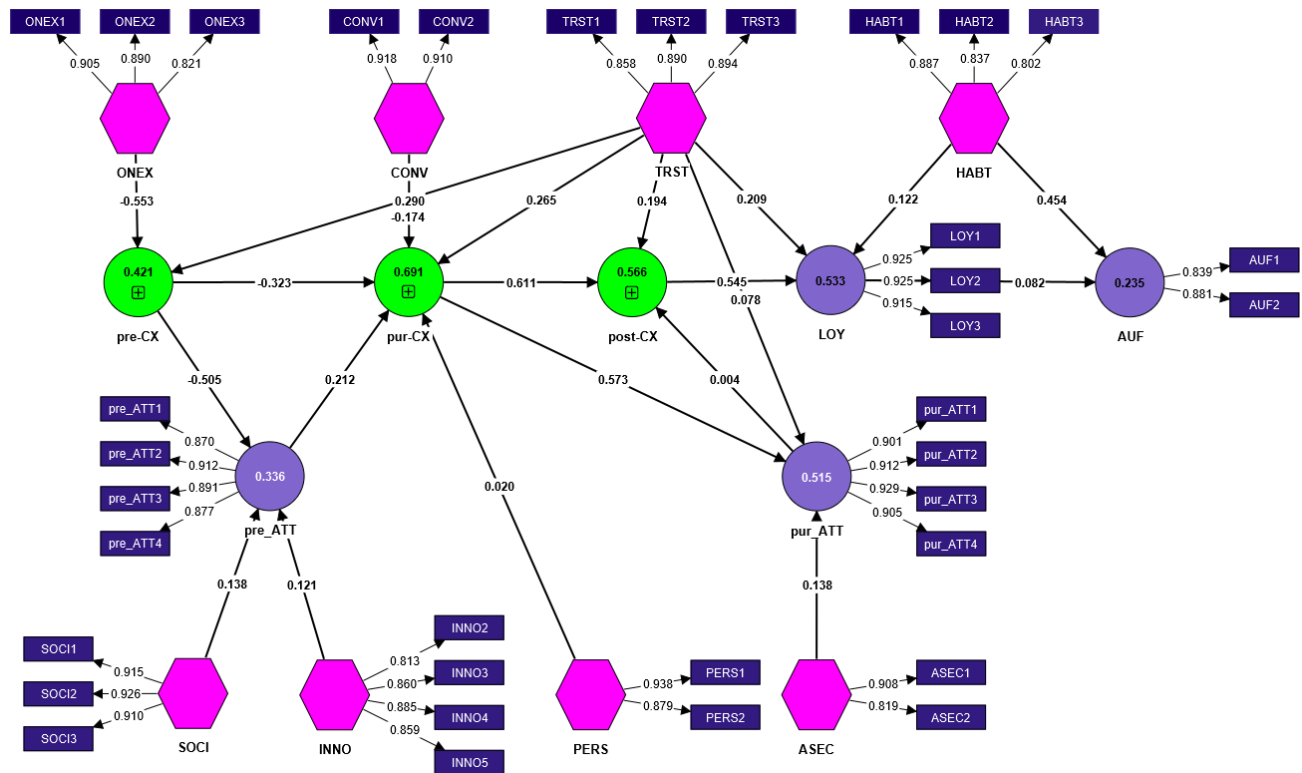 ONEX1 ONEX2 ONEX3 CONV1 CONV2 TRST1 TRST2 TRST3 HABT1 HABT2 HABT3
0.905 0.890 0.821 0.918 0.910 0.858 0.890 0.894 0.887 0.837 0.802
ONEX CONV TRST HABT
-0.553 0.290 0.265 0.194 0.209 0.122 0.454
-0.174
LOY1
0.925
0.421 0.691 0.566 0.533 0.235
-0.323 0.611 0.545 0.925 LOY2 0.082 0.839 AUF1
0.078 0.915 0.881 AUF2
LOY3
pre-CX pur-CX post-CX LOY AUF
-0.505 0.212 0.573 0.004
pre_ATT1 pur_ATT1
0.870 0.901
pre_ATT2 pur_ATT2
0.912 0.912
0.336 0.515
0.891 0.929
pre_ATT3 0.020 pur_ATT3
0.877 0.905
pre_ATT4 pur_ATT4
pre_ATT pur_ATT
0.138 0.121 0.138
INNO2
SOCI1 0.813
0.915 0.860 INNO3 0.938 PERS1 0.908 ASEC1
SOCI2 0.926 0.885 0.879 0.819
0.910 INNO4 PERS2 ASEC2
SOCI3 0.859
SOCI INNO PERS ASEC
INNO5